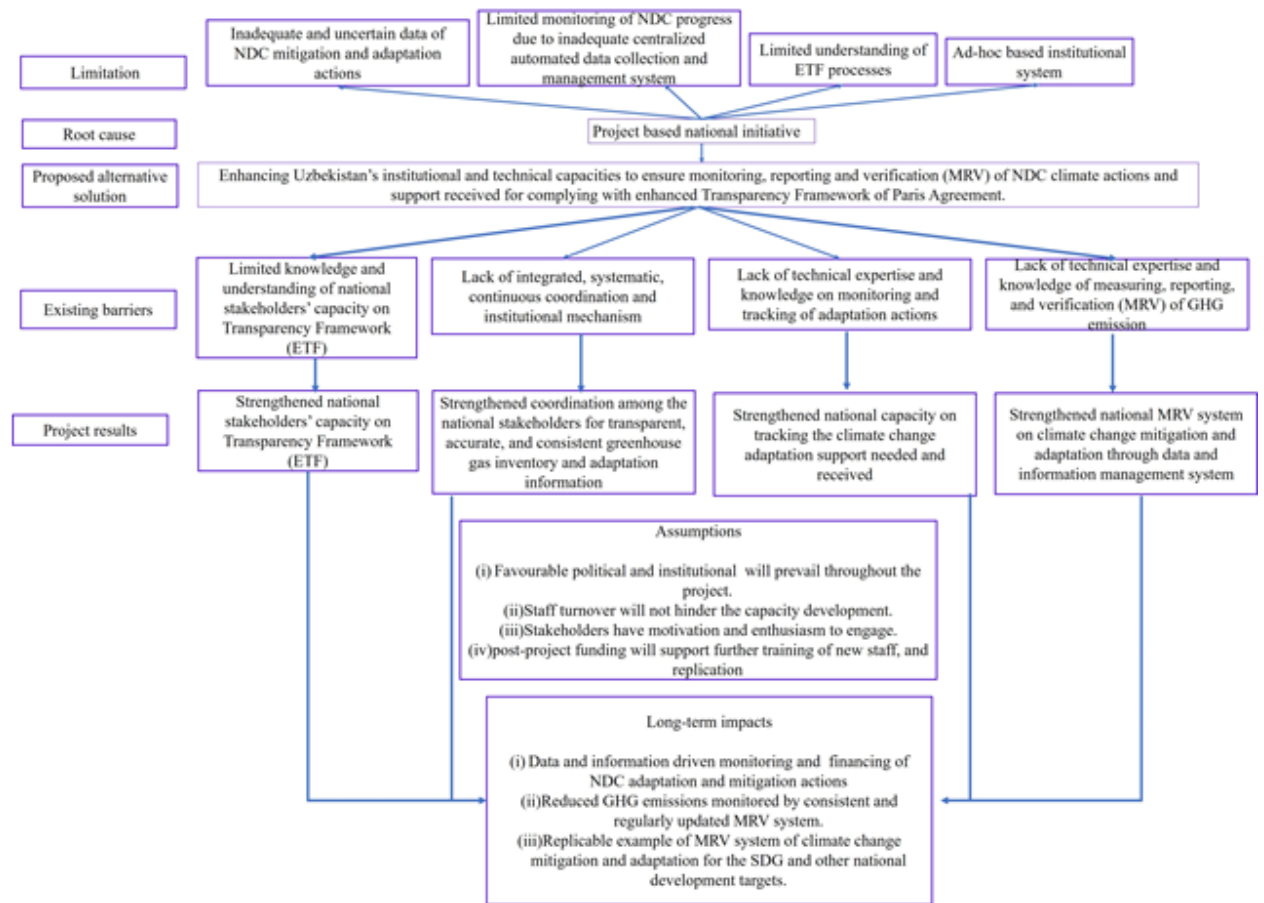 Limitation
Inadequate and uncertain data of
NDC mitigation and adaptation
actions
Limited monitoring of NDC progress
due to inadequate centralized
automated data collection and
management system
Limited understanding of
ETF processes
Ad-hoc based institutional
system
Root cause
Project based national initiative
Proposed alternative
solution
Enhancing Uzbekistan's institutional and technical capacities to ensure monitoring, reporting and verification (MRV) of NDC climate actions and
support received for complying with enhanced Transparency Framework of Paris Agreement.
Existing barriers
Limited knowledge and
understanding of national
stakeholders' capacity on
Transparency Framework
(ETF)
Lack of integrated, systematic,
continuous coordination and
institutional mechanism
Lack of technical expertise and
knowledge on monitoring and
tracking of adaptation actions
Lack of technical expertise and
knowledge of measuring, reporting,
and verification (MRV) of GHG
emission
Project results
Strengthened national
stakeholders' capacity on
Transparency Framework
(ETF)
Strengthened coordination among the
national stakeholders for transparent,
accurate, and consistent greenhouse
gas inventory and adaptation
information
Strengthened national capacity on
tracking the climate change
adaptation support needed and
received
Strengthened national MRV system
on climate change mitigation and
adaptation through data and
information management system
Assumptions
(i) Favourable political and institutional will prevail throughout the
project.
(ii)Staff turnover will not hinder the capacity development.
(iii)Stakeholders have motivation and enthusiasm to engage.
(iv)post-project funding will support further training of new staff, and
replication
Long-term impacts
(i) Data and information driven monitoring and financing of
NDC adaptation and mitigation actions
(ii)Reduced GHG emissions monitored by consistent and
regularly updated MRV system.
(iii)Replicable example of MRV system of climate change
mitigation and adaptation for the SDG and other national
development targets.